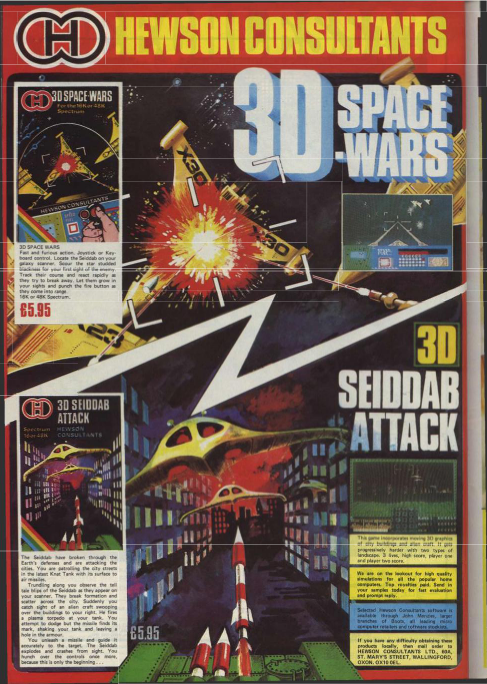 HEWSON CONSULTANTS
3D SPACE-WARS
For the 16K or 48K
Spectrum
HEWSON CONSULTANTS
3D SPACE
-WARS
3D SPACE WARS
Fast and furious action, Joystick or Key-
board control. Locate the Seiddab on your
galaxy scanner. Scour the star studded
blackness for your first sight of the enemy.
Track their course and react rapidly as
they try to break away. Let them grow in
your sights and punch the fire button as
they come into range.
16K or 48K Spectrum.
£5.95
3D
SEIDDAB
ATTACK
3D SEIDDAB
ATTACK
Spectrum
16 or 48K
HEWSON
CONSULTANTS
The Seiddab have broken through the
Earth's defenses and are attacking the
cities. You are patrolling the city streets
in the latest Knat Tank with its surface to
air missiles.
Trundling along you observe the tell
tale blips of the Seiddab as they appear on
your scanner. They break formation and
scatter across the city. Suddenly you
catch sight of an alien craft swooping
over the buildings to your right. He fires
a plasma torpedo at your tank. You
attempt to dodge but the missile finds its
mark, shaking your tank, and leaving a
hole in the armour.
You unleash a missile and guide it
accurately to the target. The Seiddab
explodes and crashes from sight. You
hunch over the controls once more,
because this is only the beginning . . .
£5.95
This game incorporates moving 3D graphics
of city buildings and alien craft. It gets
progressively harder with two types of
landscape, 3 lives, high score, player one
and player two score.
We are on the lookout for high quality
simulations for all the popular home
computers. Top royalties paid. Send in
your samples today for fast evaluation
and prompt reply.
Selected Hewson Consultants software is
available through John Menzies, larger
branches of Boots, all leading micro
computer retailers and software stockists.
If you have any difficulty obtaining these
products locally, then mail order to
HEWSON CONSULTANTS LTD., 60A,
ST. MARY'S STREET, WALLINGFORD,
OXON. OX10 0EL.